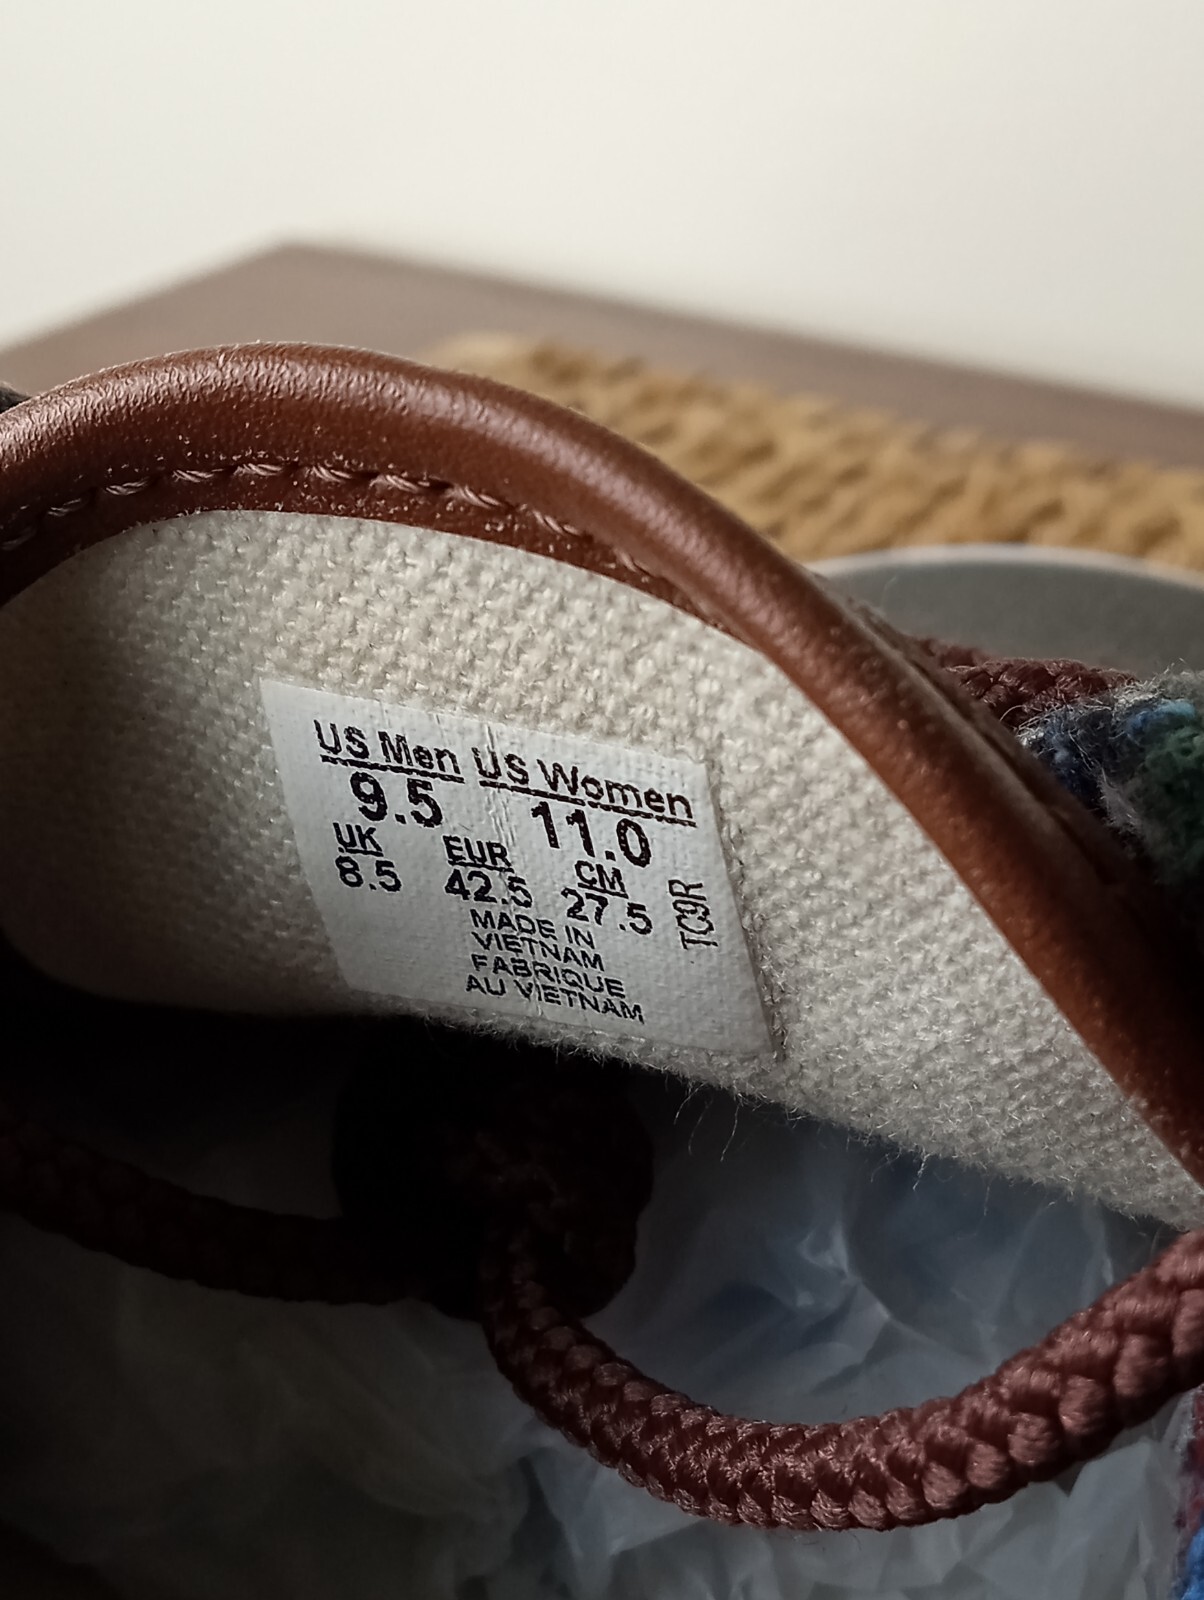 US Men US Women
9.5 11.0
UK EUR CM
8.5 42.5 27.5
MADE IN
VIETNAM
FABRIQUE
AU VIETNAM
TC9R